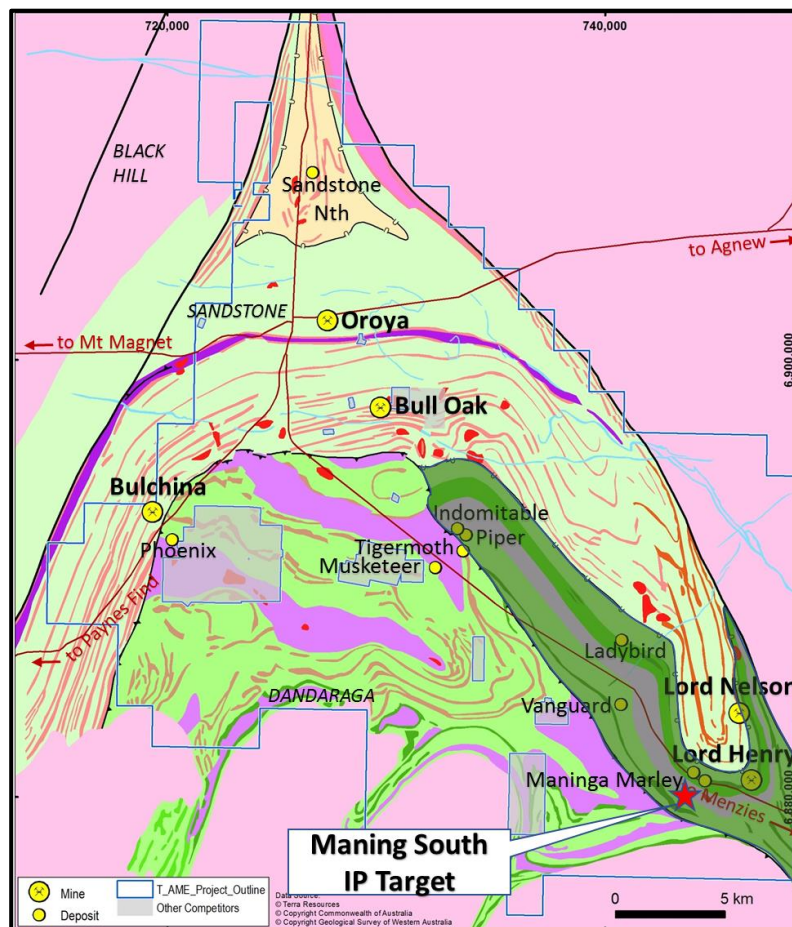 720,000
740,000
BLACK
HILL
Sandstone
Nth
to Agnew
SANDSTONE
Oroya
to Mt Magnet
6,900,000
Bull Oak
Bulchina
Indomitable
Phoenix
Piper
Tigermoth
Musketeer
to Paynes Find
Ladybird
DANDARAGA
Vanguard
Lord Nelson
Lord Henry
Maninga Marley
to Menzies
6,880,000
Maning South
IP Target
Mine
T_AME_Project_Outline
Deposit
Other Competitors
Data Source:
© Terra Resources
© Copyright Commonwealth of Australia
© Copyright Geological Survey of Western Australia
0 5 km